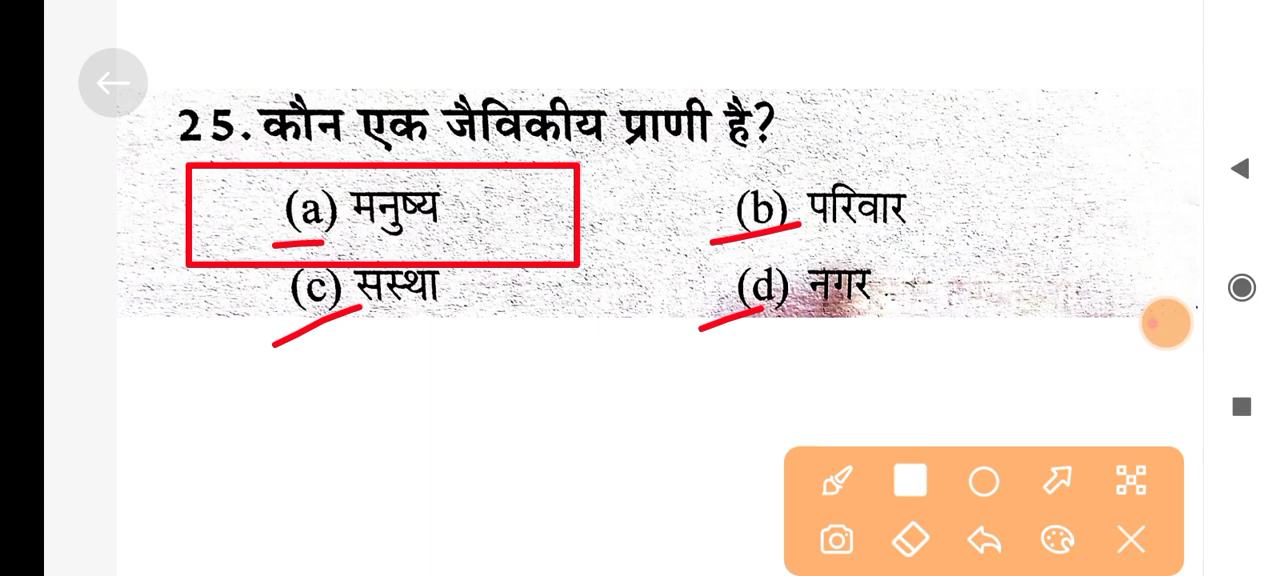 25. कौन एक जैविकीय प्राणी है?
(a) मनुष्य (b) परिवार
(c) सस्था (d) नगर